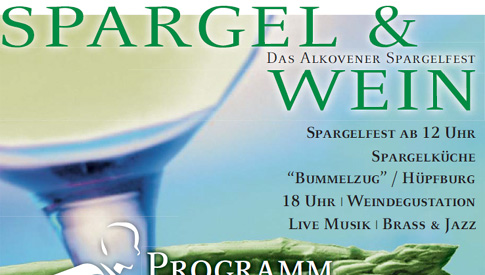 SPARGEL &
DAS ALKOVENER SPARGELFEST
WEIN
SPARGELFEST AB 12 UHR
SPARGELKÜCHE
"BUMMELZUG" / HÜPFBURG
18 UHR | WEINDEGUSTATION
LIVE MUSIK | BRASS & JAZZ
PROGRAMM